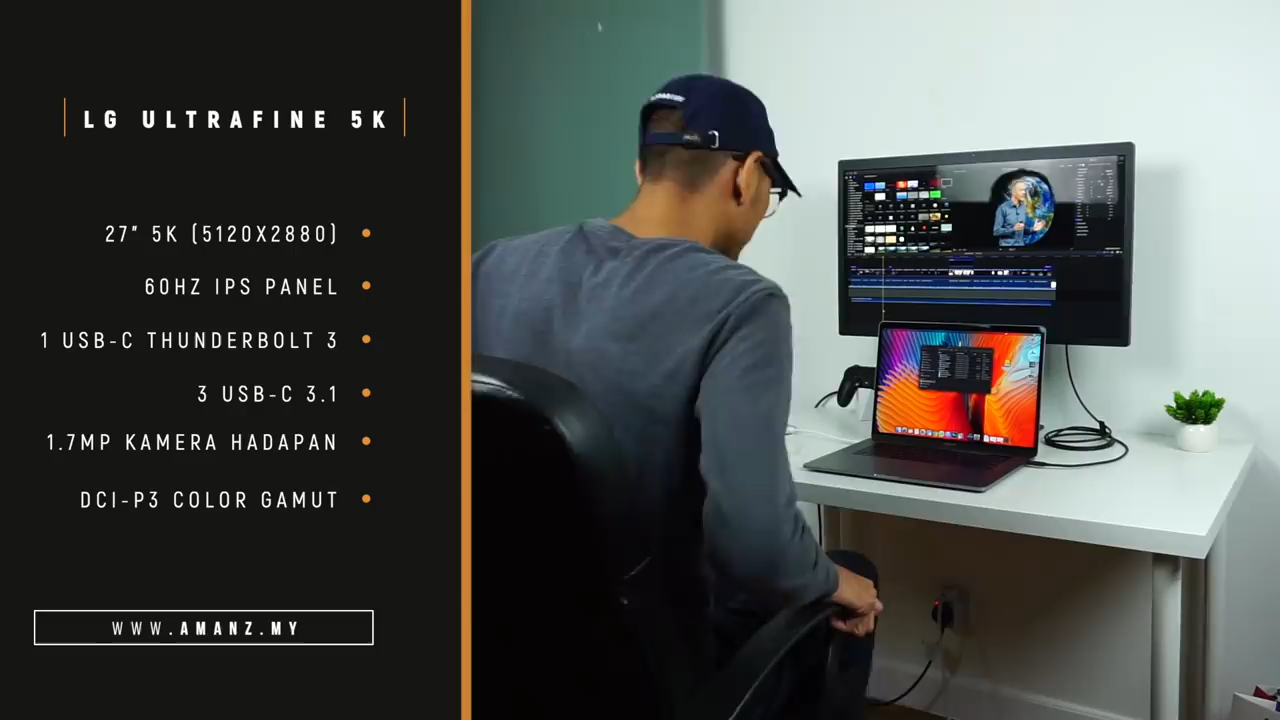 LG ULTRAFINE 5K
27" 5K (5120X2880)
60HZ IPS PANEL
1 USB-C THUNDERBOLT 3
3 USB-C 3.1
1.7MP KAMERA HADAPAN
DCI-P3 COLOR GAMUT
WWW.AMANZ.MY